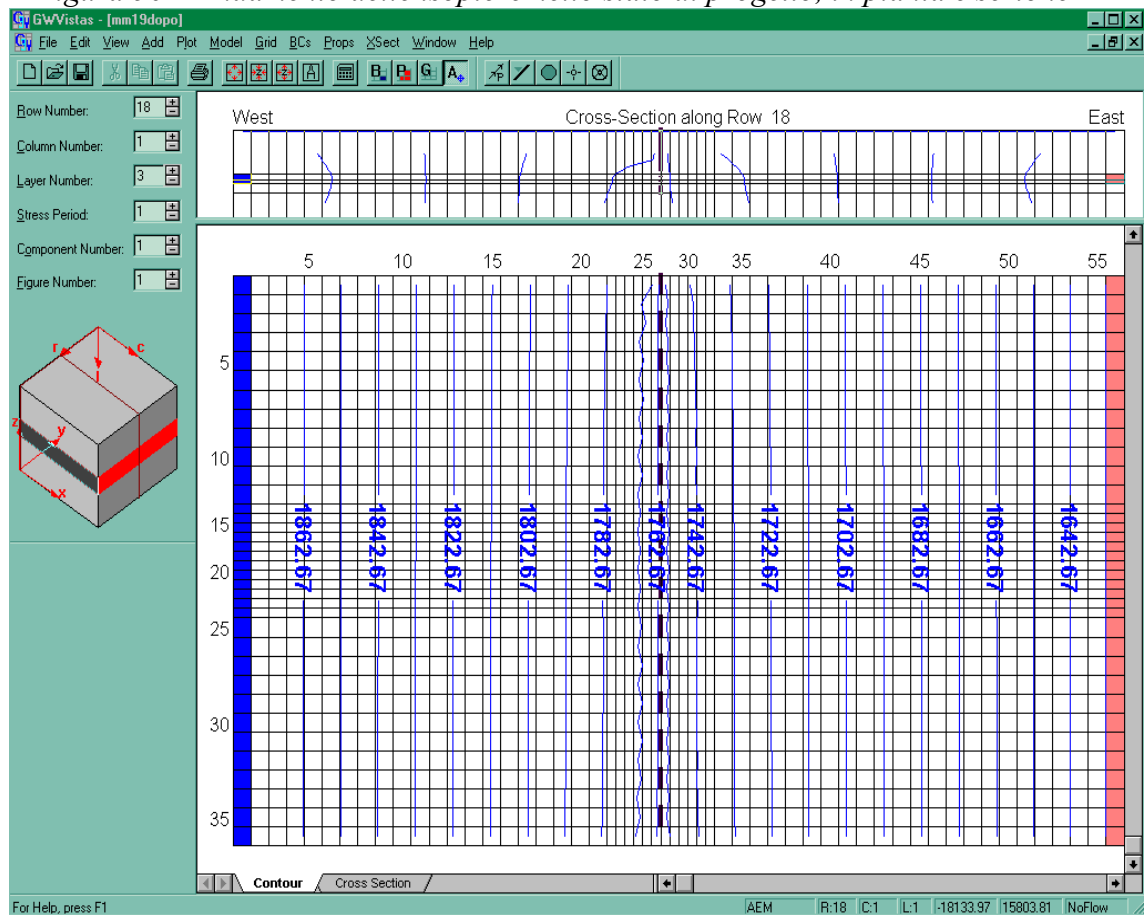 GWVistas - [mm19dopo]
File Edit View Add Plot Model Grid BCs Props XSect Window Help
Row Number: 18
Column Number: 1
Layer Number: 3
Stress Period: 1
Component Number: 1
Figure Number: 1
r c
l
z y
x
West Cross-Section along Row 18 East
5 10 15 20 25 30 35 40 45 50 55
5
10
15
20
25
30
35
1862.67 1842.67 1822.67 1802.67 1782.67 1762.67 1742.67 1722.67 1702.67 1682.67 1662.67 1642.67
Contour Cross Section
For Help, press F1 AEM R:18 C:1 L:1 -18133.97 15803.81 NoFlow